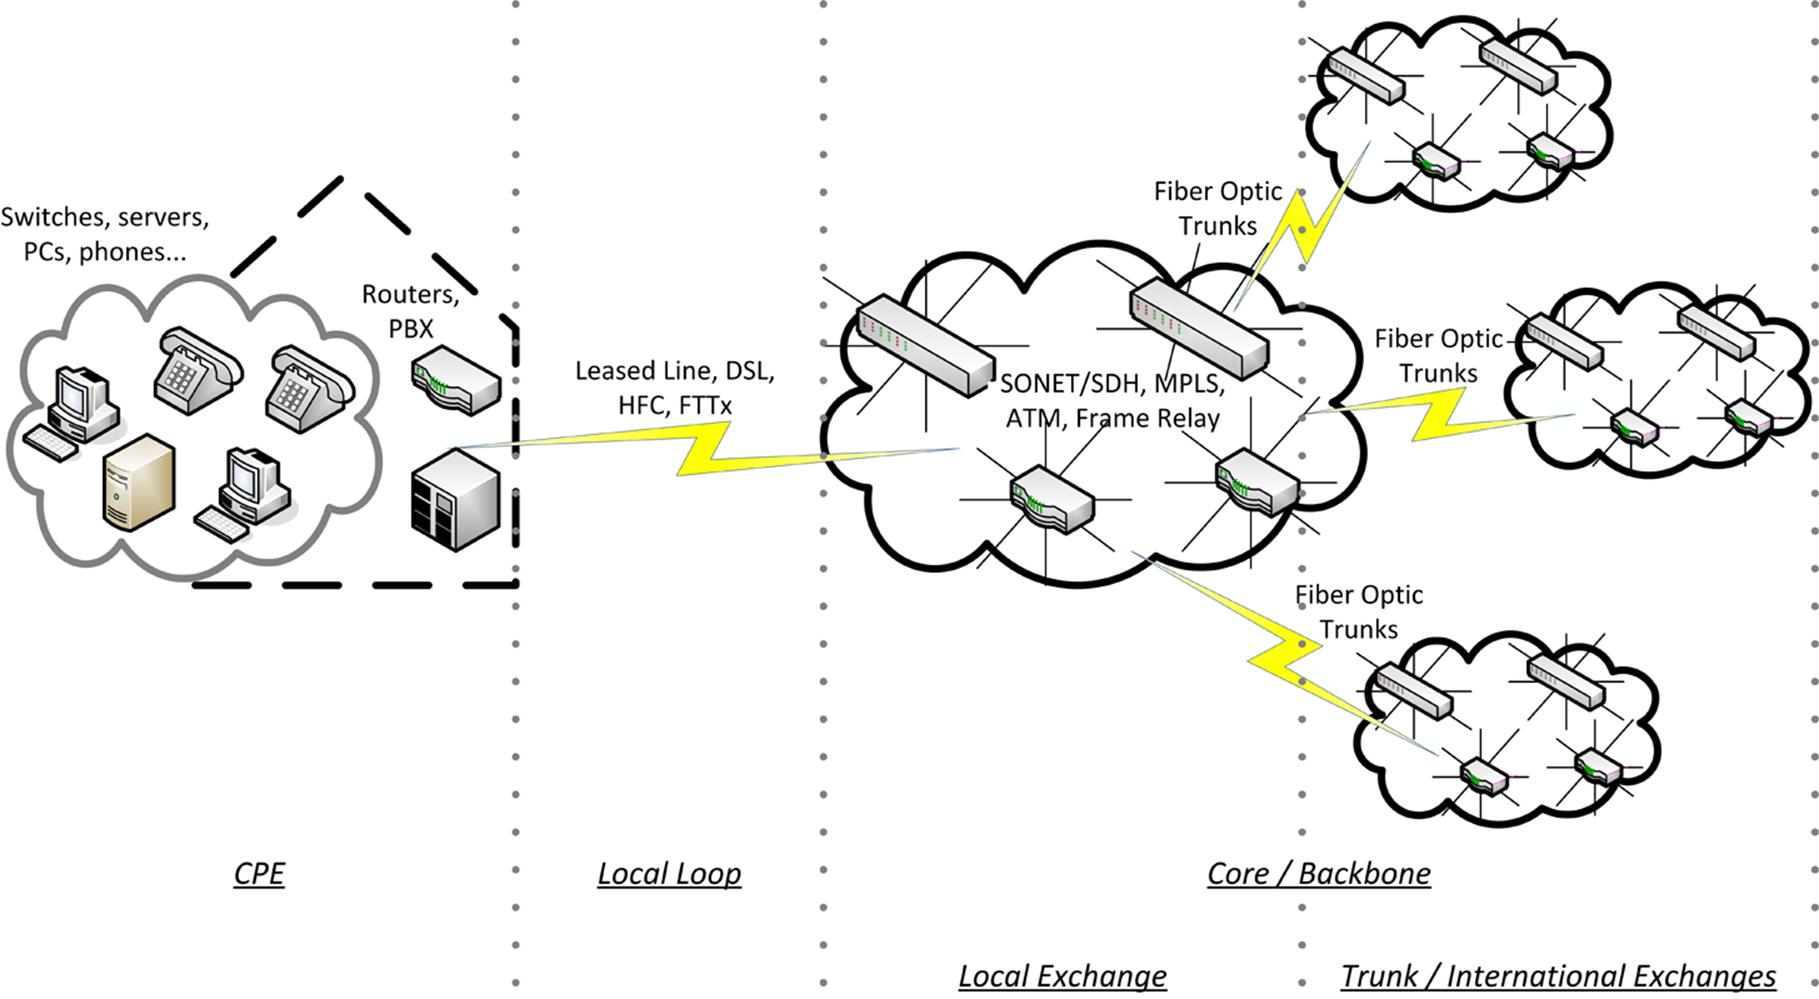 Switches, servers,
PCs, phones...
Routers,
PBX
Leased Line, DSL,
HFC, FTTx
SONET/SDH, MPLS,
ATM, Frame Relay
Fiber Optic
Trunks
Fiber Optic
Trunks
Fiber Optic
Trunks
CPE
Local Loop
Core / Backbone
Local Exchange
Trunk / International Exchanges